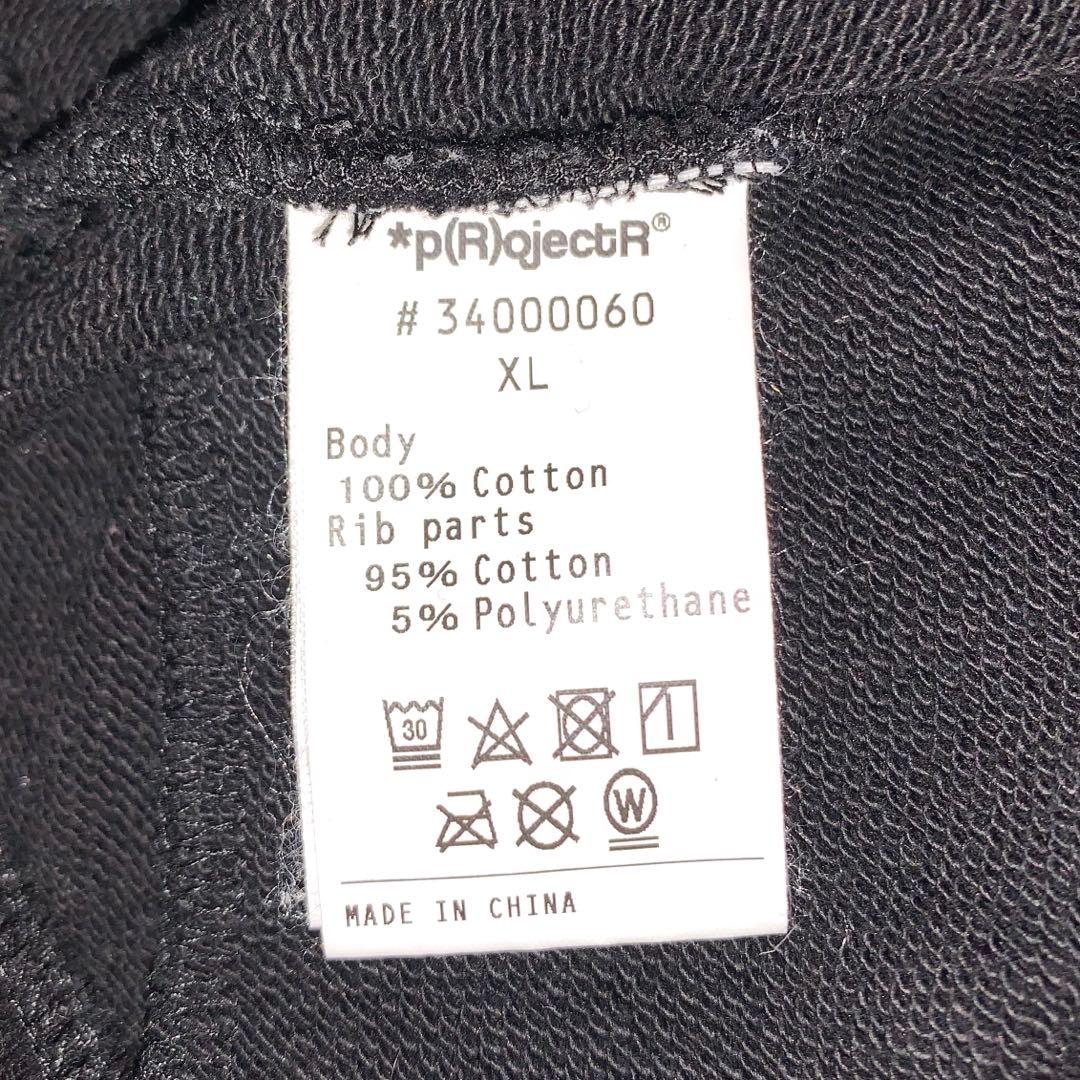 *p(R)ojectR®
# 34000060
XL
Body
100% Cotton
Rib parts
95% Cotton
5% Polyurethane
30
W
MADE IN CHINA